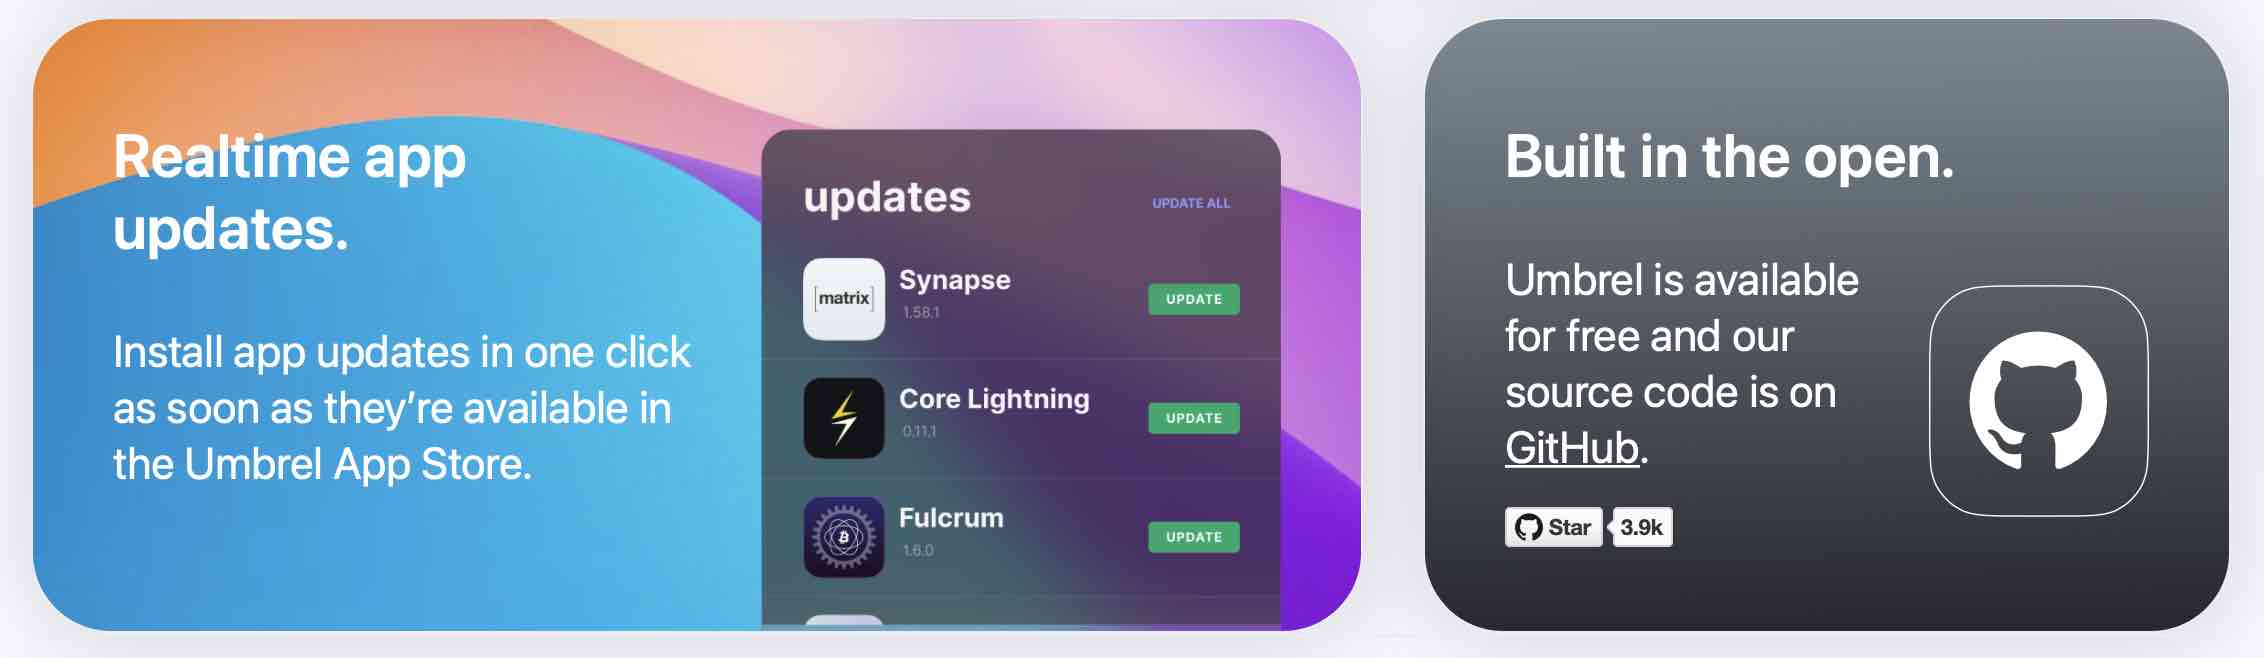 Realtime app
updates.
Install app updates in one click
as soon as they’re available in
the Umbrel App Store.
updates
UPDATE ALL
[matrix]
Synapse
1.58.1
UPDATE
Core Lightning
0.11.1
UPDATE
Fulcrum
1.6.0
UPDATE
Built in the open.
Umbrel is available
for free and our
source code is on
GitHub.
Star 3.9k